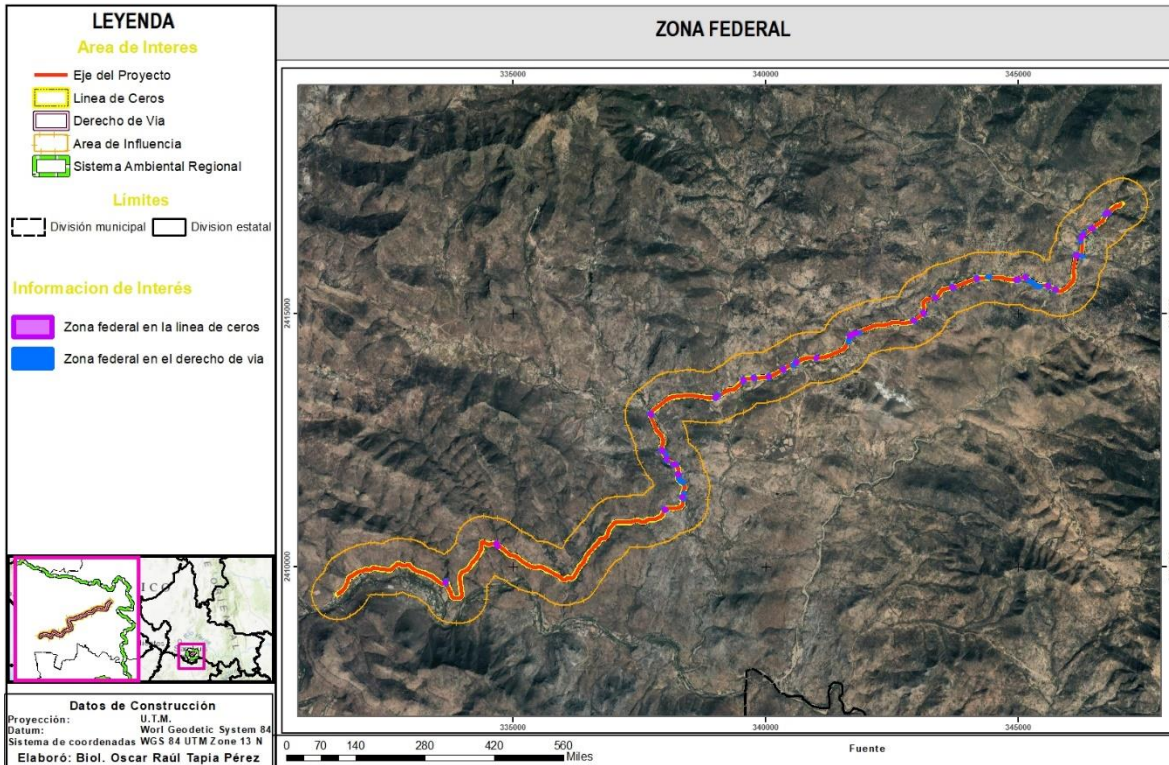 LEYENDA
Area de Interes
Eje del Proyecto
Linea de Ceros
Derecho de Via
Area de Influencia
Sistema Ambiental Regional
Límites
División municipal Division estatal
Informacion de Interés
Zona federal en la linea de ceros
Zona federal en el derecho de via
Datos de Construcción
Proyección: U.T.M.
Datum: Worl Geodetic System 84
Sistema de coordenadas WGS 84 UTM Zone 13 N
Elaboró: Biol. Oscar Raúl Tapia Pérez
ZONA FEDERAL
335000 340000 345000
2415000 2415000
2410000 2410000
335000 340000 345000
0 70 140 280 420 560
Miles
Fuente